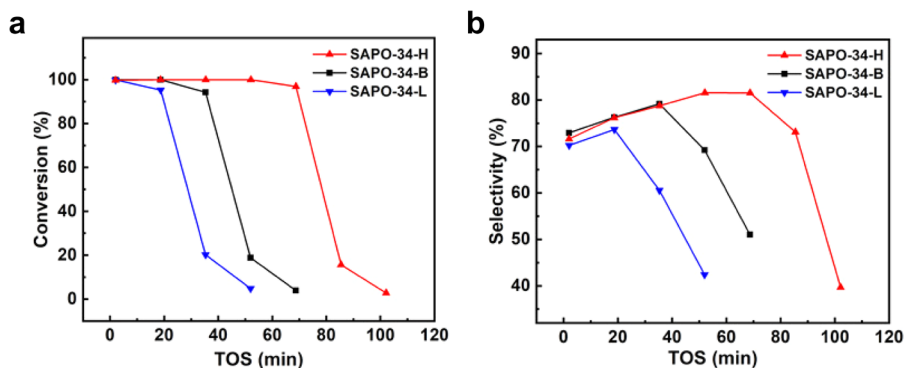 a
SAPO-34-H
SAPO-34-B
SAPO-34-L
Conversion (%)
100
80
60
40
20
0
0 20 40 60 80 100 120
TOS (min)
b
SAPO-34-H
SAPO-34-B
SAPO-34-L
Selectivity (%)
90
80
70
60
50
40
0 20 40 60 80 100 120
TOS (min)